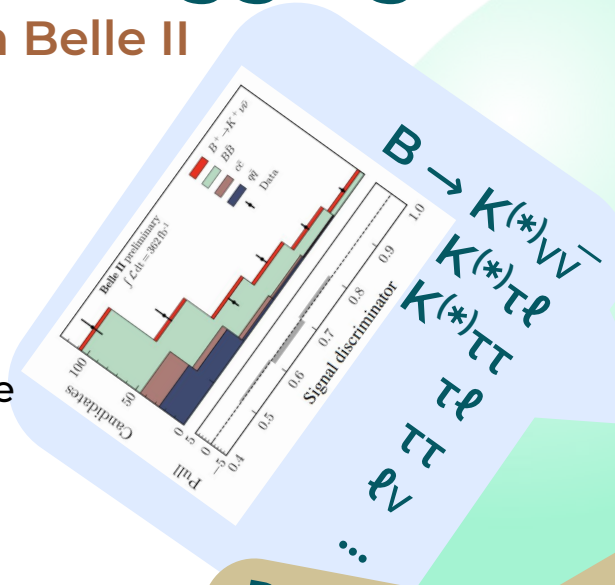 n Belle II
B → K⁽*⁾νν̅
K⁽*⁾τℓ
K⁽*⁾ττ
τℓ
ττ
ℓν
...
Belle II preliminary
∫ℒ dt = 362 fb⁻¹
B⁺→K⁺νν̅
BB̅
cc̅
qq̅
Data
Candidates
100
50
0
Pull
5
0
−5
0.4
0.5
0.6
0.7
0.8
0.9
1.0
Signal discriminator
e